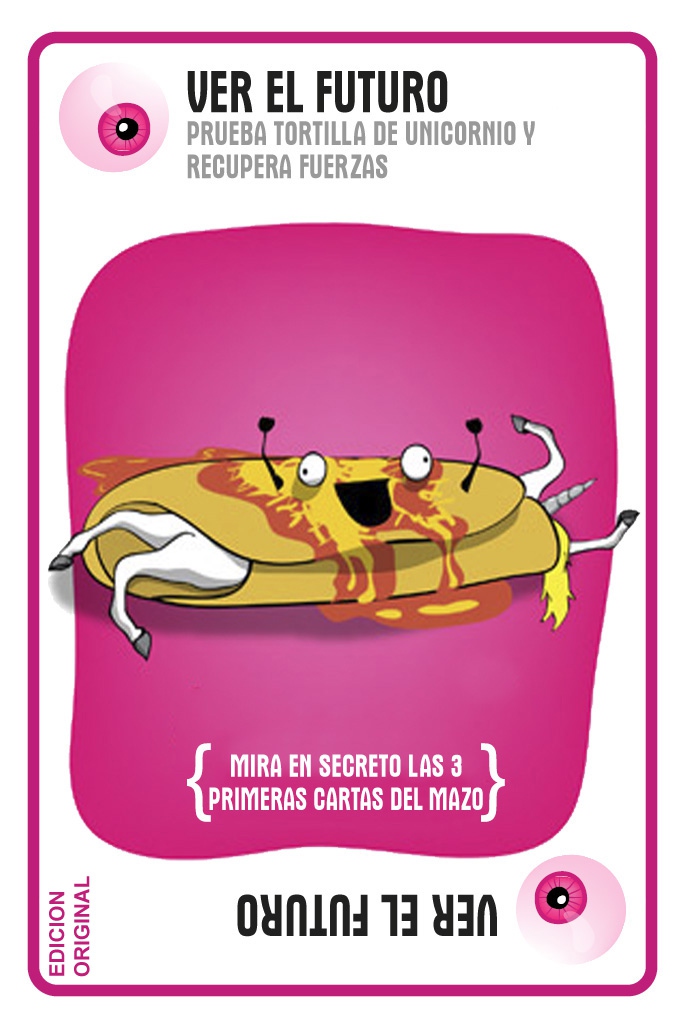 VER EL FUTURO
PRUEBA TORTILLA DE UNICORNIO Y
RECUPERA FUERZAS
MIRA EN SECRETO LAS 3
PRIMERAS CARTAS DEL MAZO
EDICION
ORIGINAL
VER EL FUTURO